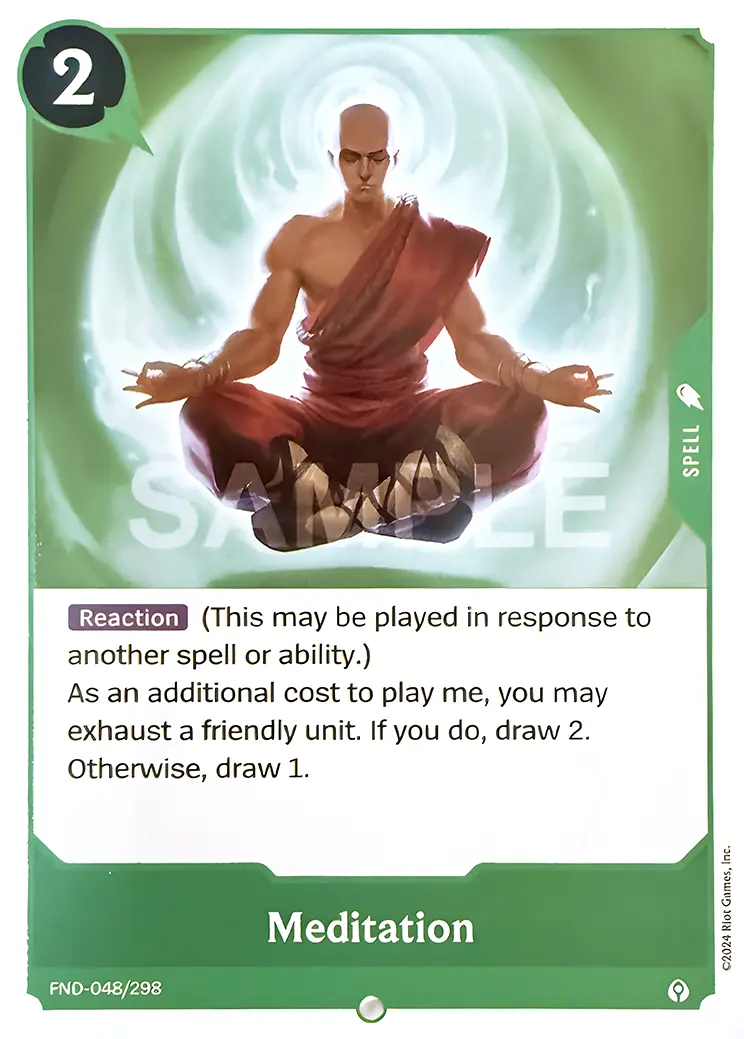 2
SPELL
SAMPLE
Reaction (This may be played in response to
another spell or ability.)
As an additional cost to play me, you may
exhaust a friendly unit. If you do, draw 2.
Otherwise, draw 1.
Meditation
©2024 Riot Games, Inc.
FND-048/298